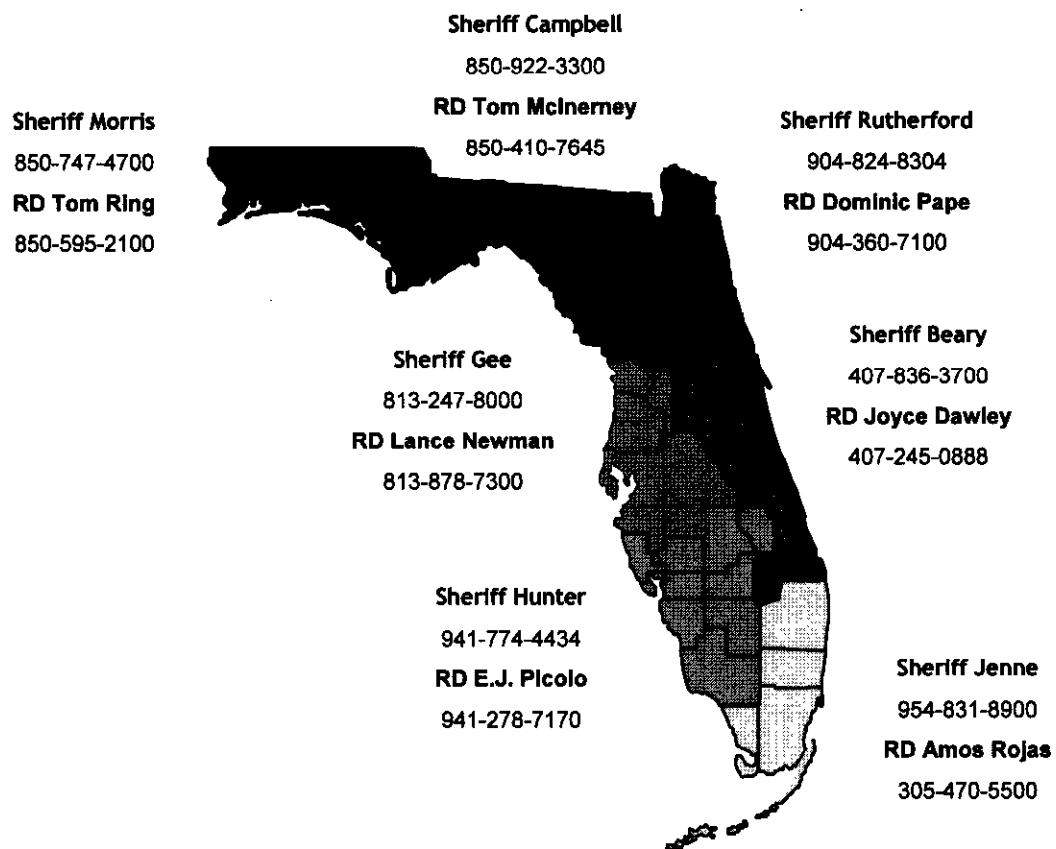 Sheriff Campbell
850-922-3300
RD Tom McInerney
850-410-7645
Sheriff Morris
850-747-4700
RD Tom Ring
850-595-2100
Sheriff Rutherford
904-824-8304
RD Dominic Pape
904-360-7100
Sheriff Beary
407-836-3700
RD Joyce Dawley
407-245-0888
Sheriff Gee
813-247-8000
RD Lance Newman
813-878-7300
Sheriff Hunter
941-774-4434
RD E.J. Picolo
941-278-7170
Sheriff Jenne
954-831-8900
RD Amos Rojas
305-470-5500